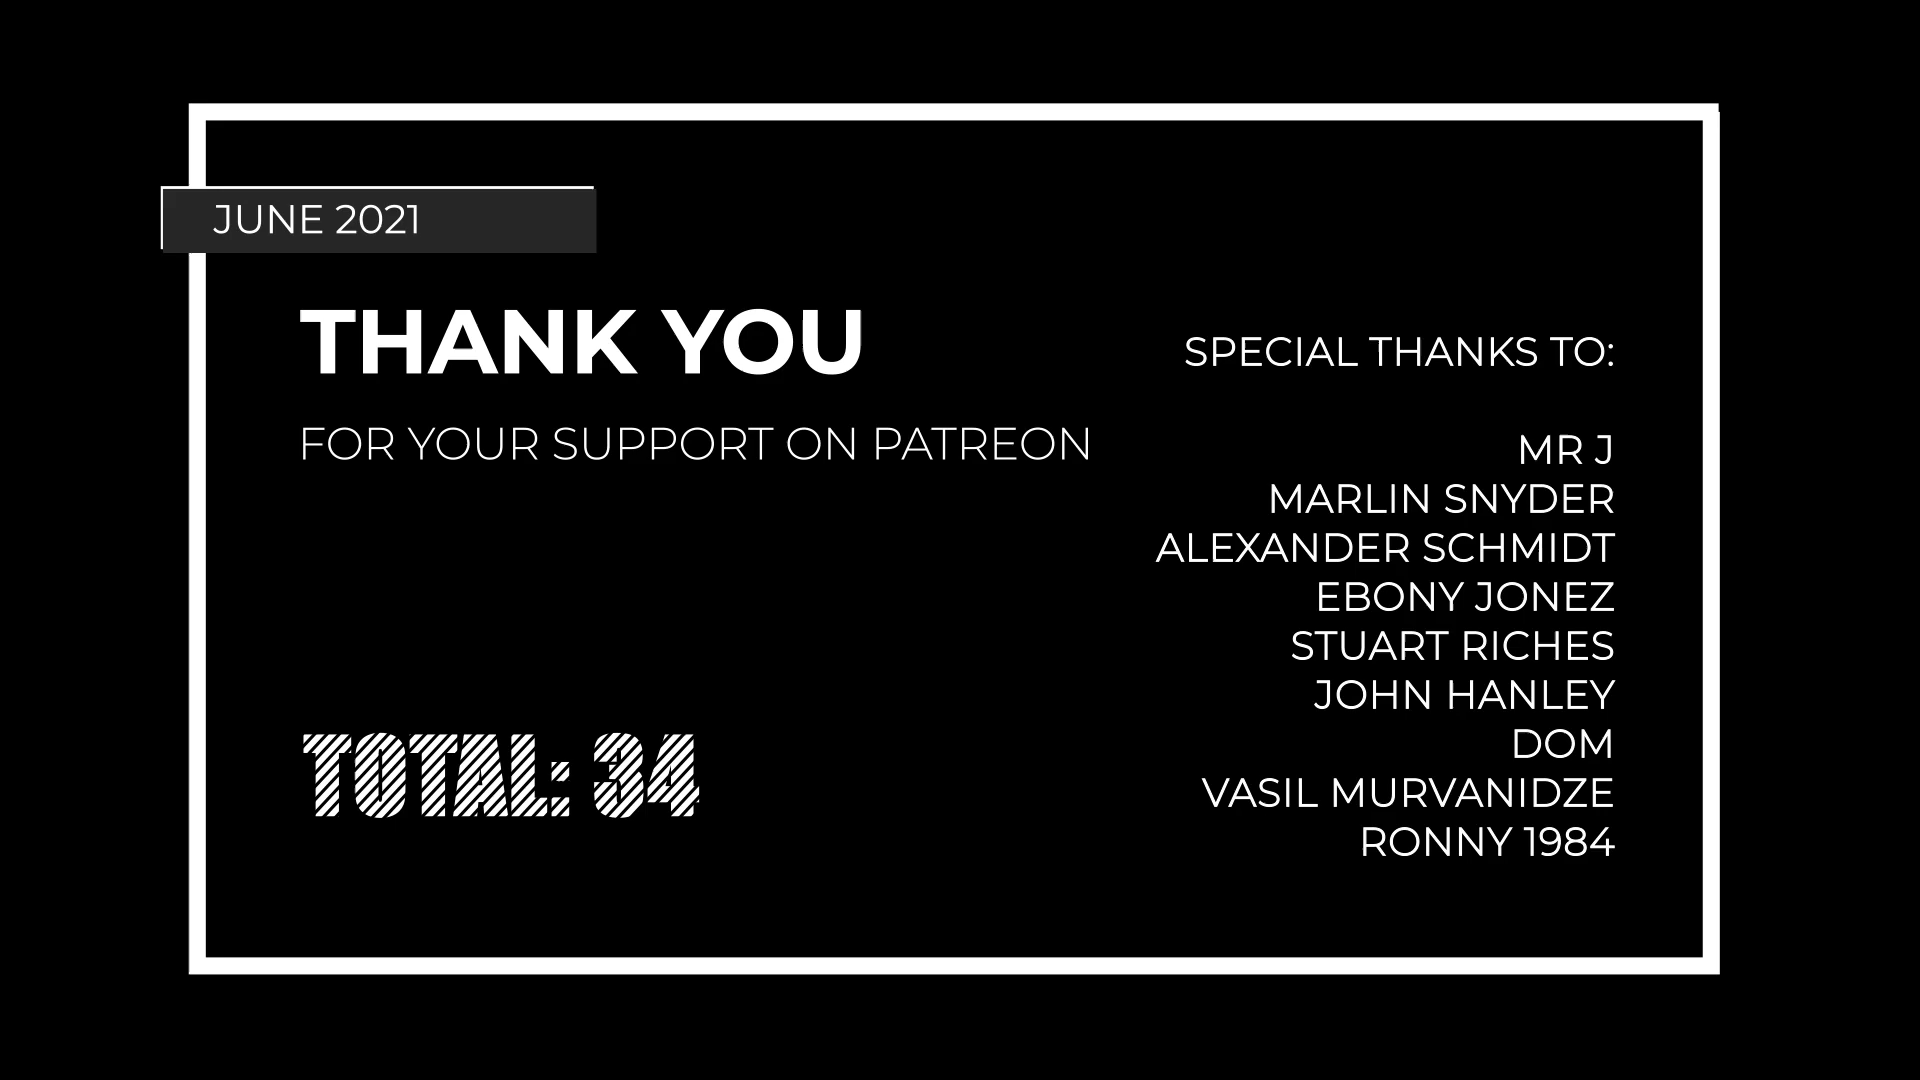 JUNE 2021
THANK YOU
FOR YOUR SUPPORT ON PATREON
TOTAL: 34
SPECIAL THANKS TO:
MR J
MARLIN SNYDER
ALEXANDER SCHMIDT
EBONY JONEZ
STUART RICHES
JOHN HANLEY
DOM
VASIL MURVANIDZE
RONNY 1984